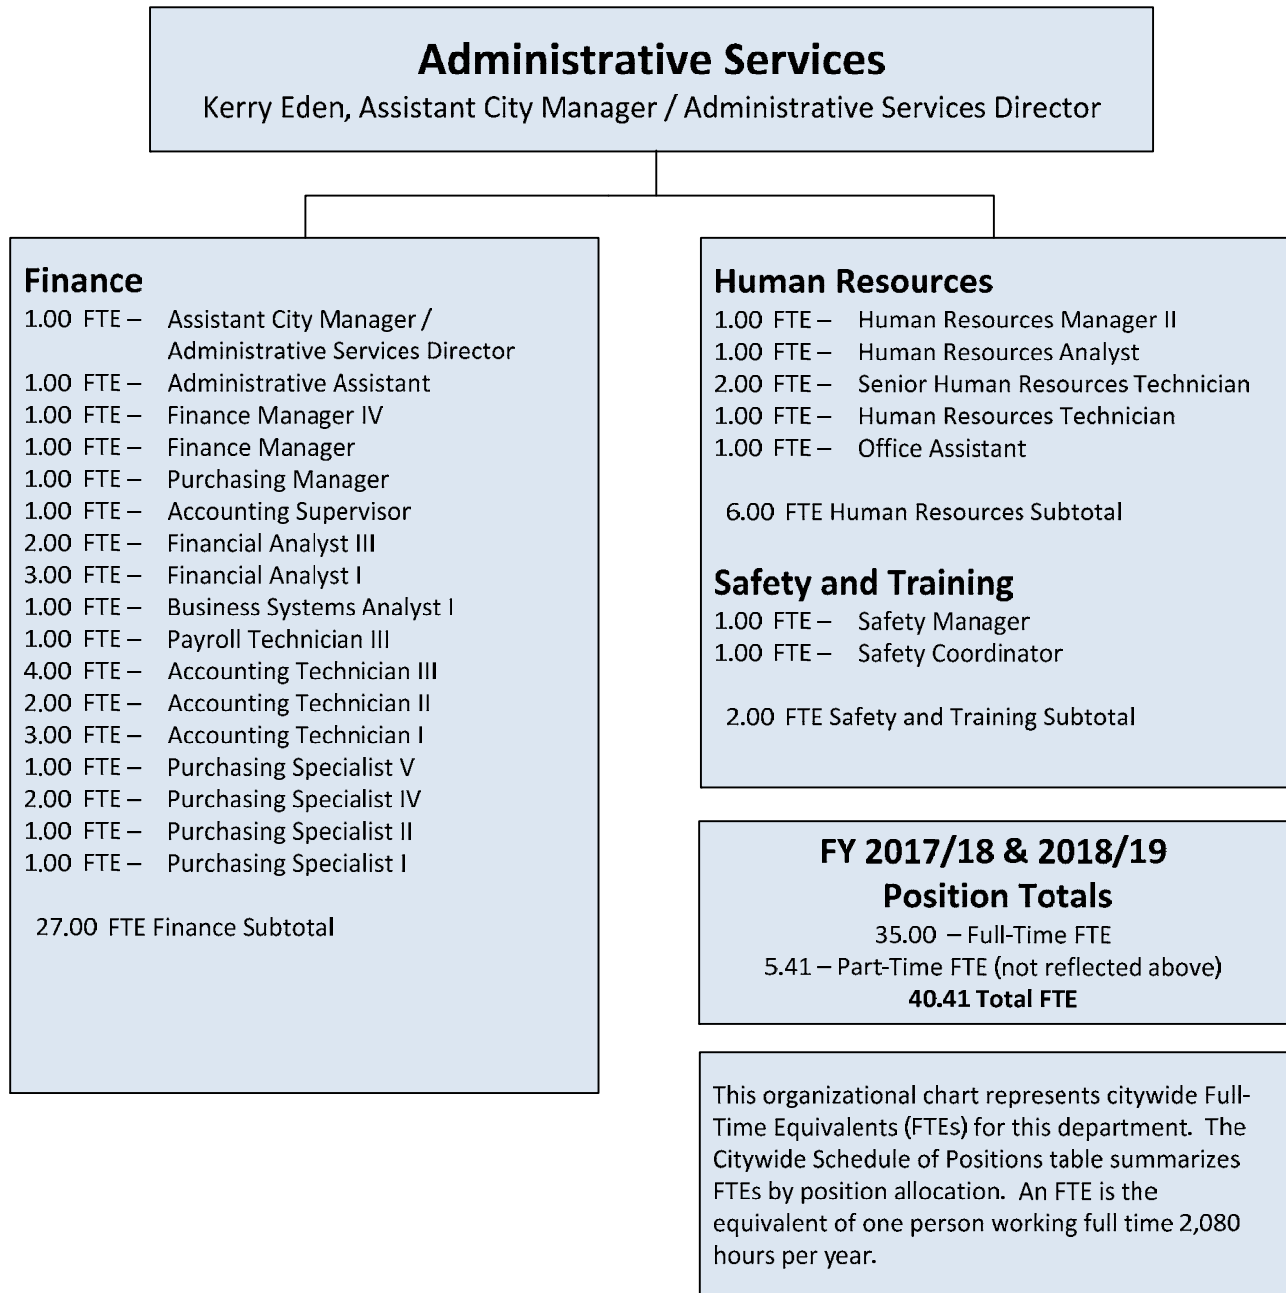 Administrative Services
Kerry Eden, Assistant City Manager / Administrative Services Director
Finance
1.00 FTE – Assistant City Manager /
Administrative Services Director
1.00 FTE – Administrative Assistant
1.00 FTE – Finance Manager IV
1.00 FTE – Finance Manager
1.00 FTE – Purchasing Manager
1.00 FTE – Accounting Supervisor
2.00 FTE – Financial Analyst III
3.00 FTE – Financial Analyst I
1.00 FTE – Business Systems Analyst I
1.00 FTE – Payroll Technician III
4.00 FTE – Accounting Technician III
2.00 FTE – Accounting Technician II
3.00 FTE – Accounting Technician I
1.00 FTE – Purchasing Specialist V
2.00 FTE – Purchasing Specialist IV
1.00 FTE – Purchasing Specialist II
1.00 FTE – Purchasing Specialist I
27.00 FTE Finance Subtotal
Human Resources
1.00 FTE – Human Resources Manager II
1.00 FTE – Human Resources Analyst
2.00 FTE – Senior Human Resources Technician
1.00 FTE – Human Resources Technician
1.00 FTE – Office Assistant
6.00 FTE Human Resources Subtotal
Safety and Training
1.00 FTE – Safety Manager
1.00 FTE – Safety Coordinator
2.00 FTE Safety and Training Subtotal
FY 2017/18 & 2018/19
Position Totals
35.00 – Full-Time FTE
5.41 – Part-Time FTE (not reflected above)
40.41 Total FTE
This organizational chart represents citywide Full-
Time Equivalents (FTEs) for this department. The
Citywide Schedule of Positions table summarizes
FTEs by position allocation. An FTE is the
equivalent of one person working full time 2,080
hours per year.